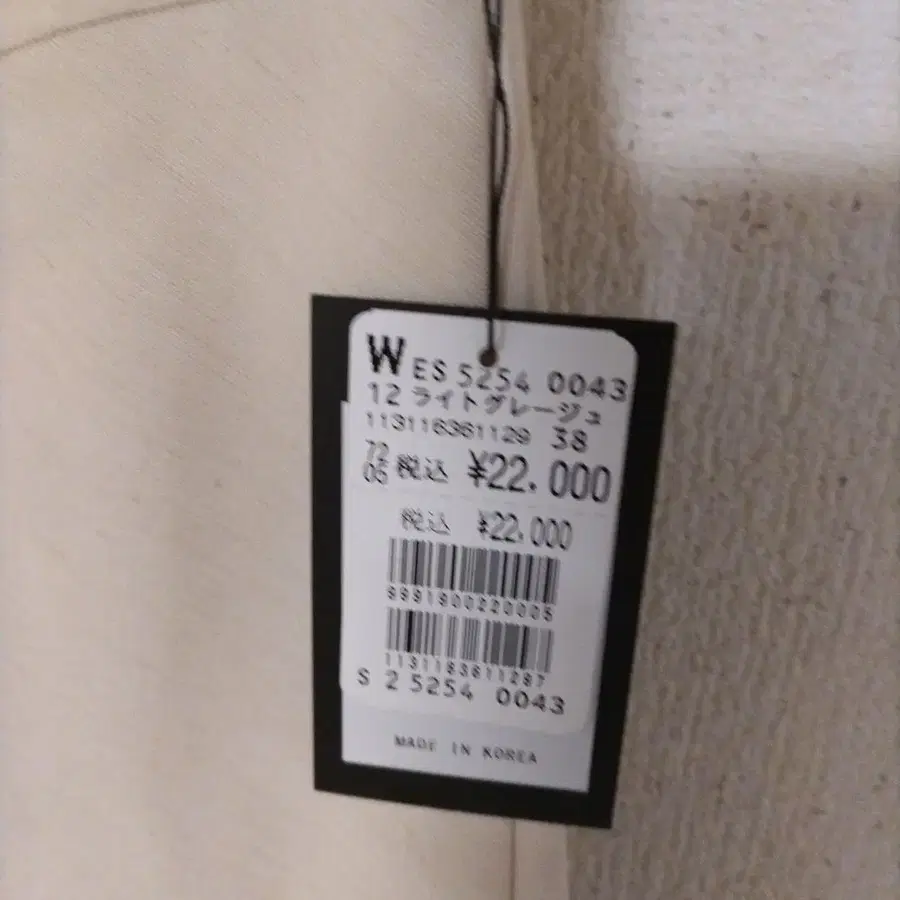 W ES 5254 0043
12 ライトグレージュ
113116361129 38
72
05 税込 ¥22,000
税込 ¥22,000
9991900220005
S 2 5254 0043
MADE IN KOREA